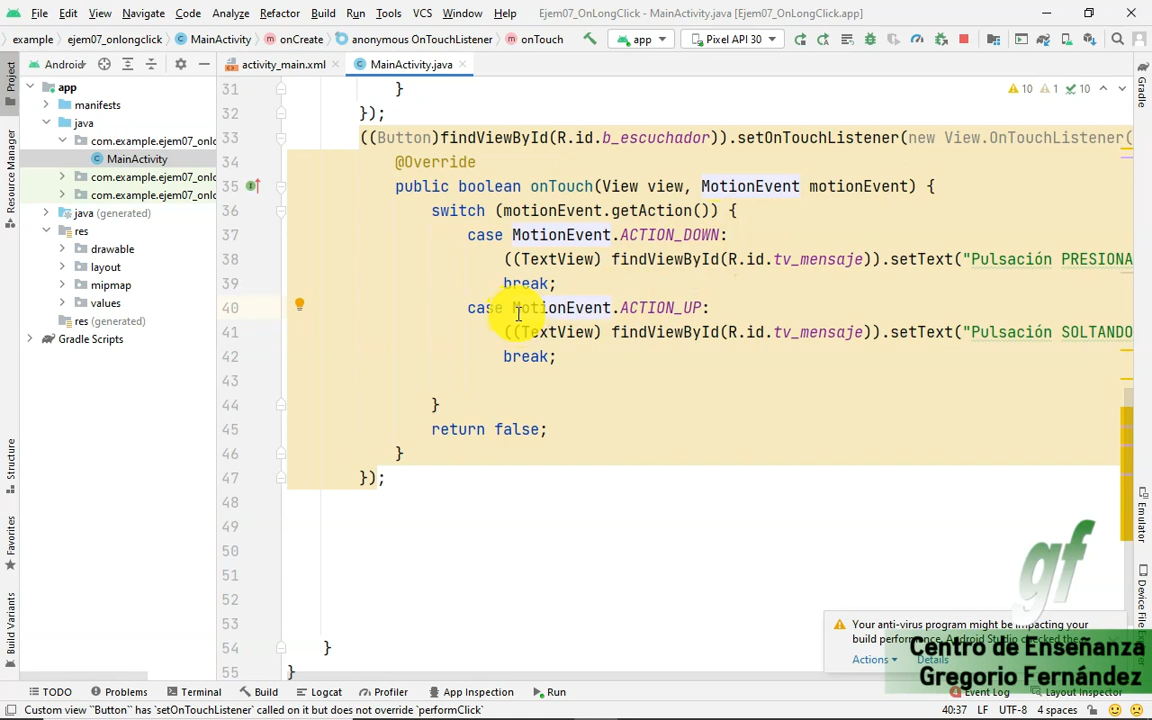 File Edit View Navigate Code Analyze Refactor Build Run Tools VCS Window Help Ejem07_OnLongClick - MainActivity.java [Ejem07_OnLongClick.app]
example ejem07_onlongclick MainActivity onCreate anonymous OnTouchListener onTouch app Pixel API 30
Android activity_main.xml MainActivity.java
Project
Resource Manager
Structure
Favorites
Build Variants
app
manifests
java
com.example.ejem07_onlo
MainActivity
com.example.ejem07_onlo
com.example.ejem07_onlo
java (generated)
res
drawable
layout
mipmap
values
res (generated)
Gradle Scripts
10 1 10
31 }
32 });
33 ((Button)findViewById(R.id.b_escuchador)).setOnTouchListener(new View.OnTouchListener(
34 @Override
35 public boolean onTouch(View view, MotionEvent motionEvent) {
36 switch (motionEvent.getAction()) {
37 case MotionEvent.ACTION_DOWN:
38 ((TextView) findViewById(R.id.tv_mensaje)).setText("Pulsación PRESIONA
39 break;
40 case MotionEvent.ACTION_UP:
41 ((TextView) findViewById(R.id.tv_mensaje)).setText("Pulsación SOLTANDO
42 break;
43
44 }
45 return false;
46 }
47 });
48
49
50
51
52
53
54 }
55 }
Gradle
Emulator
Device File
gf
Your anti-virus program might be impacting your
build performance. Android Studio checked the
Actions Details
Centro de Enseñanza
Gregorio Fernández
TODO Problems Terminal Build Logcat Profiler App Inspection Run Event Log Layout Inspector
Custom view ``Button`` has `setOnTouchListener` called on it but does not override `performClick` 40:37 LF UTF-8 4 spaces